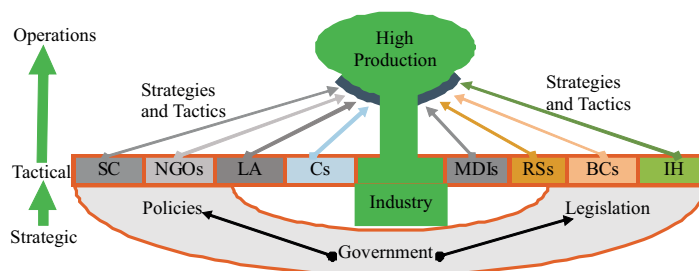 Operations
High
Production
Strategies
and Tactics
Strategies
and Tactics
Tactical
SC
NGOs
LA
Cs
MDIs
RSs
BCs
IH
Policies
Industry
Legislation
Strategic
Government